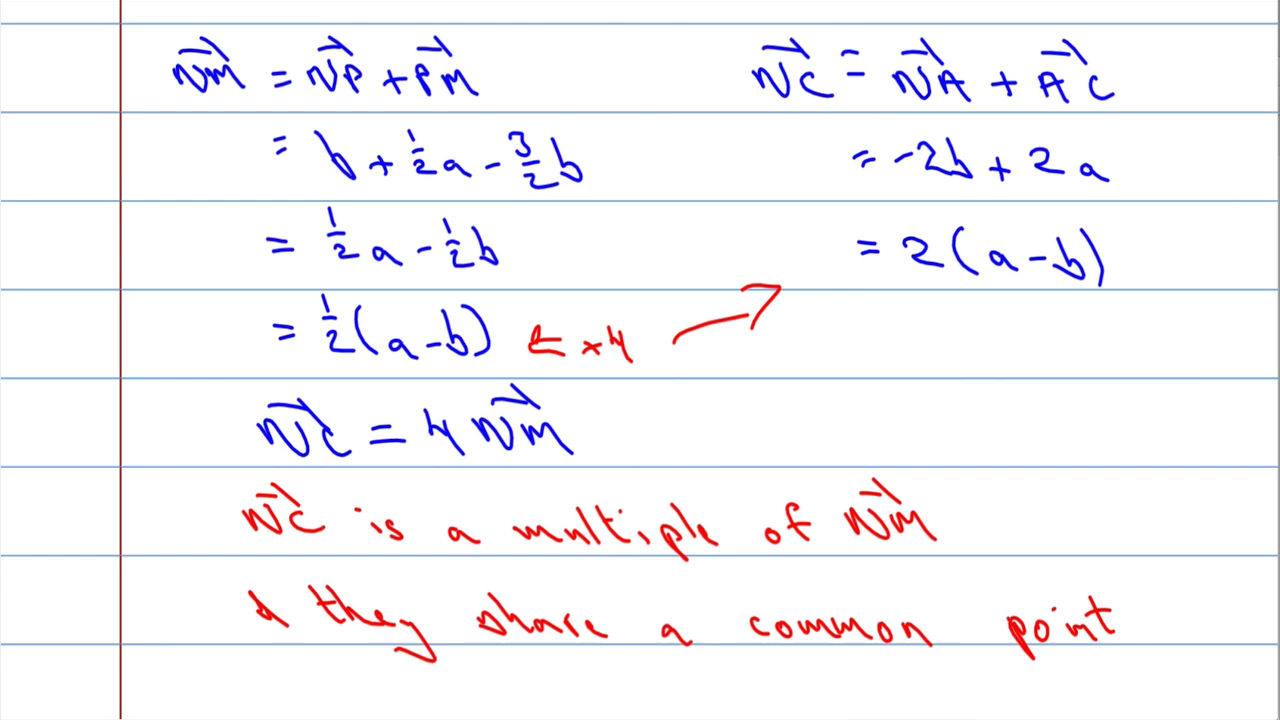 NM⃗ = NP⃗ + PM⃗
= b + ½a - 3/2 b
= ½a - ½b
= ½(a - b) ← ×4
NC⃗ = NA⃗ + AC⃗
= -2b + 2a
= 2(a - b)
NC⃗ = 4NM⃗
NC⃗ is a multiple of NM⃗
& they share a common point